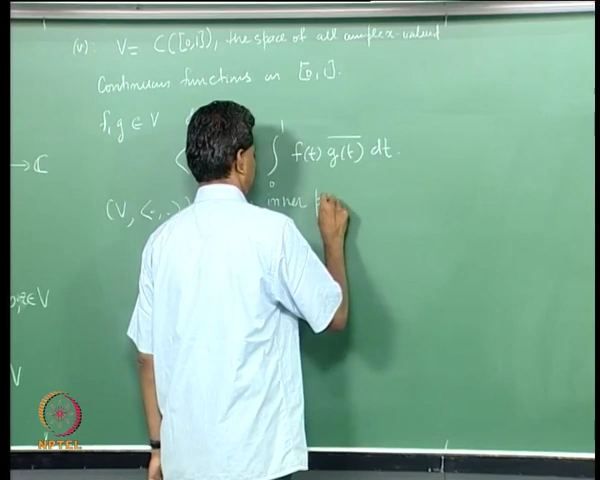 (v): V = C([0,1]), the space of all complex-valued
Continuous functions on [0,1].
f, g ∈ V
→ ℂ
< ∫₀¹ f(t) \overline{g(t)} dt.
(V, <·,·>) inner p
∈ V
V
NPTEL